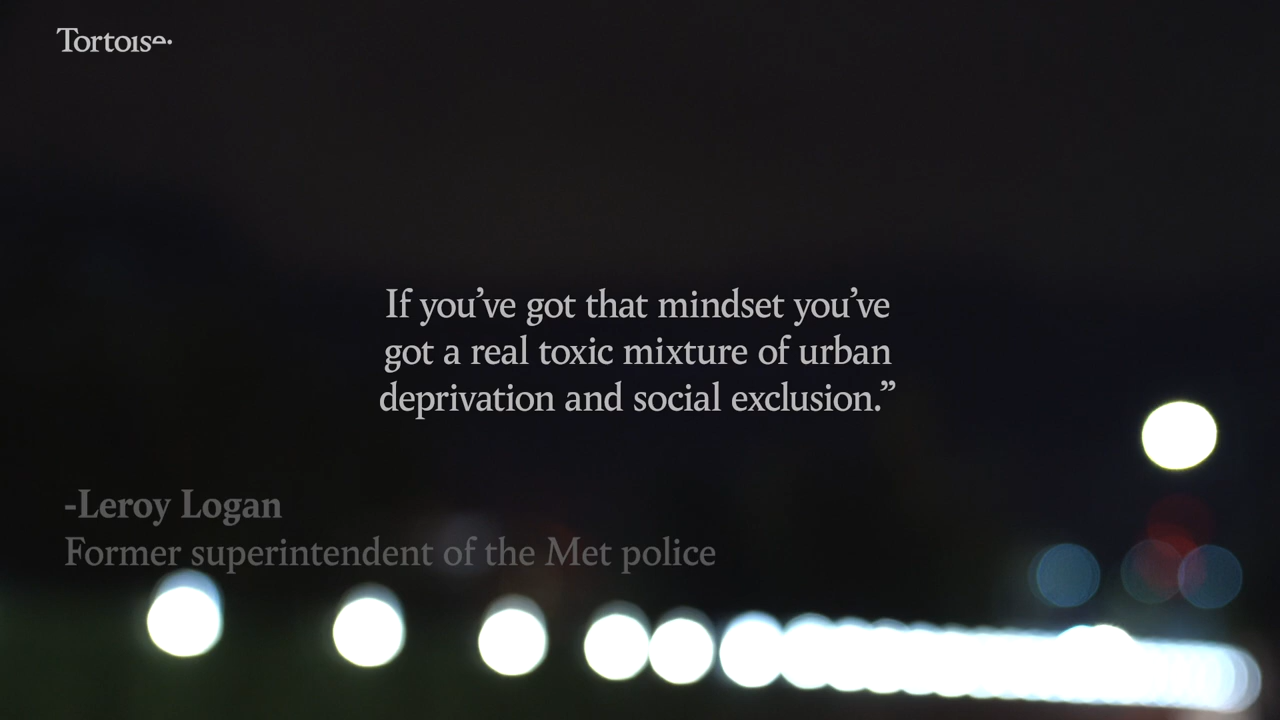 Tortoise.
If you’ve got that mindset you’ve
got a real toxic mixture of urban
deprivation and social exclusion.”
-Leroy Logan
Former superintendent of the Met police